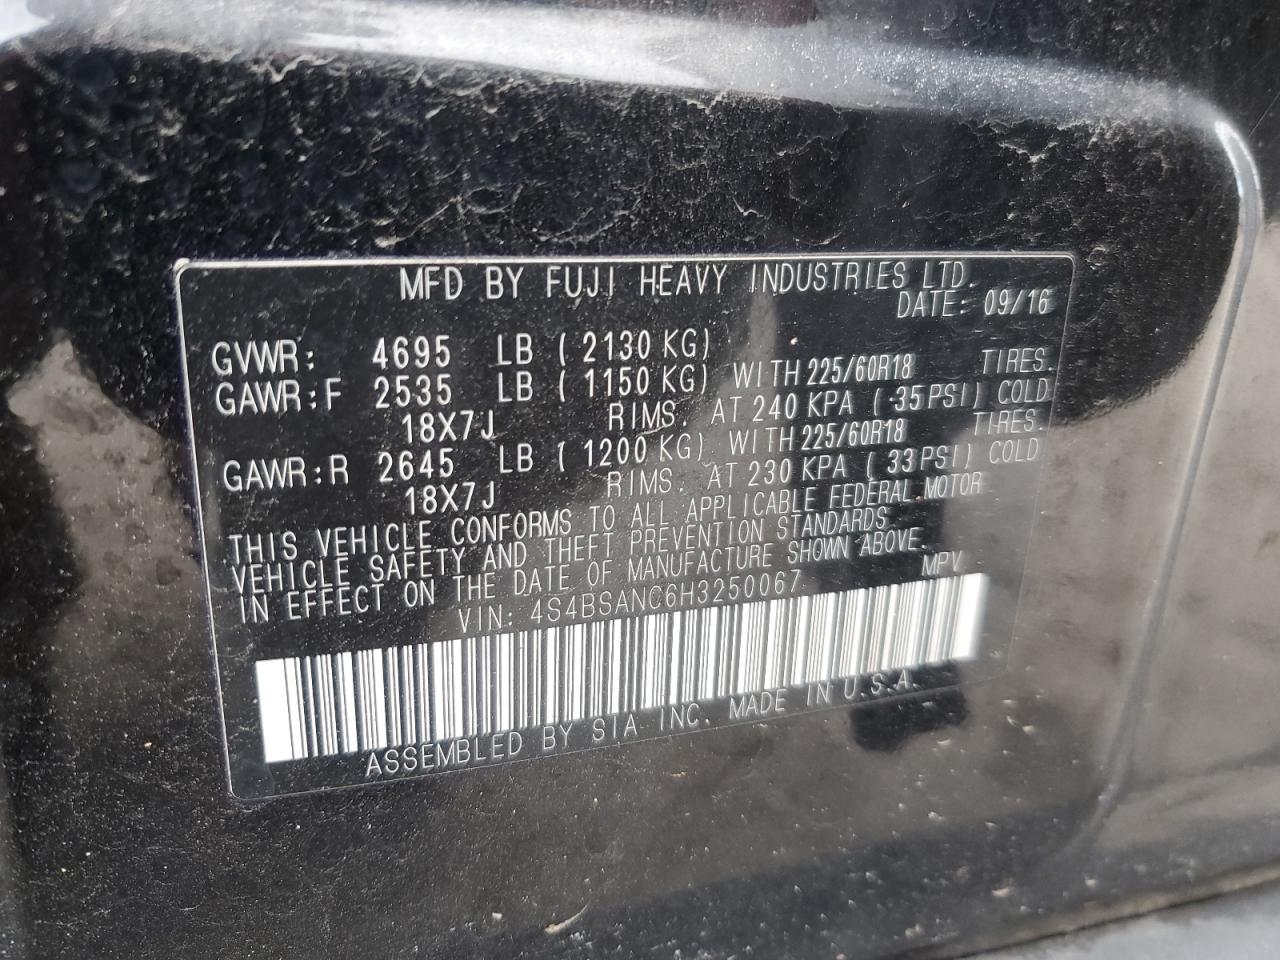 MFD BY FUJI HEAVY INDUSTRIES LTD.
DATE: 09/16
GVWR: 4695 LB ( 2130 KG)
GAWR:F 2535 LB ( 1150 KG) WITH 225/60R18 TIRES.
18X7J RIMS. AT 240 KPA ( 35 PSI) COLD
GAWR:R 2645 LB ( 1200 KG) WITH 225/60R18 TIRES.
18X7J RIMS. AT 230 KPA ( 33 PSI) COLD
THIS VEHICLE CONFORMS TO ALL APPLICABLE FEDERAL MOTOR
VEHICLE SAFETY AND THEFT PREVENTION STANDARDS
IN EFFECT ON THE DATE OF MANUFACTURE SHOWN ABOVE.
VIN: 4S4BSANC6H3250067 MPV
ASSEMBLED BY SIA INC. MADE IN U.S.A.